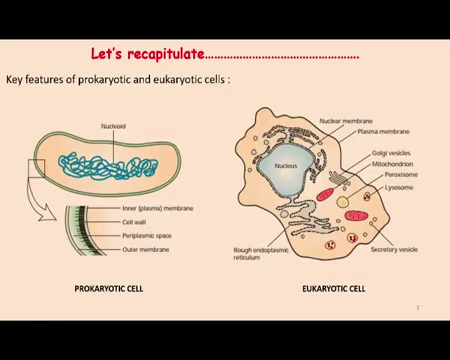 Let's recapitulate……………………………………………
Key features of prokaryotic and eukaryotic cells :
Nucleoid
Inner (plasma) membrane
Cell wall
Periplasmic space
Outer membrane
PROKARYOTIC CELL
Nuclear membrane
Plasma membrane
Golgi vesicles
Mitochondrion
Peroxisome
Lysosome
Nucleus
Rough endoplasmic
reticulum
Secretory vesicle
EUKARYOTIC CELL